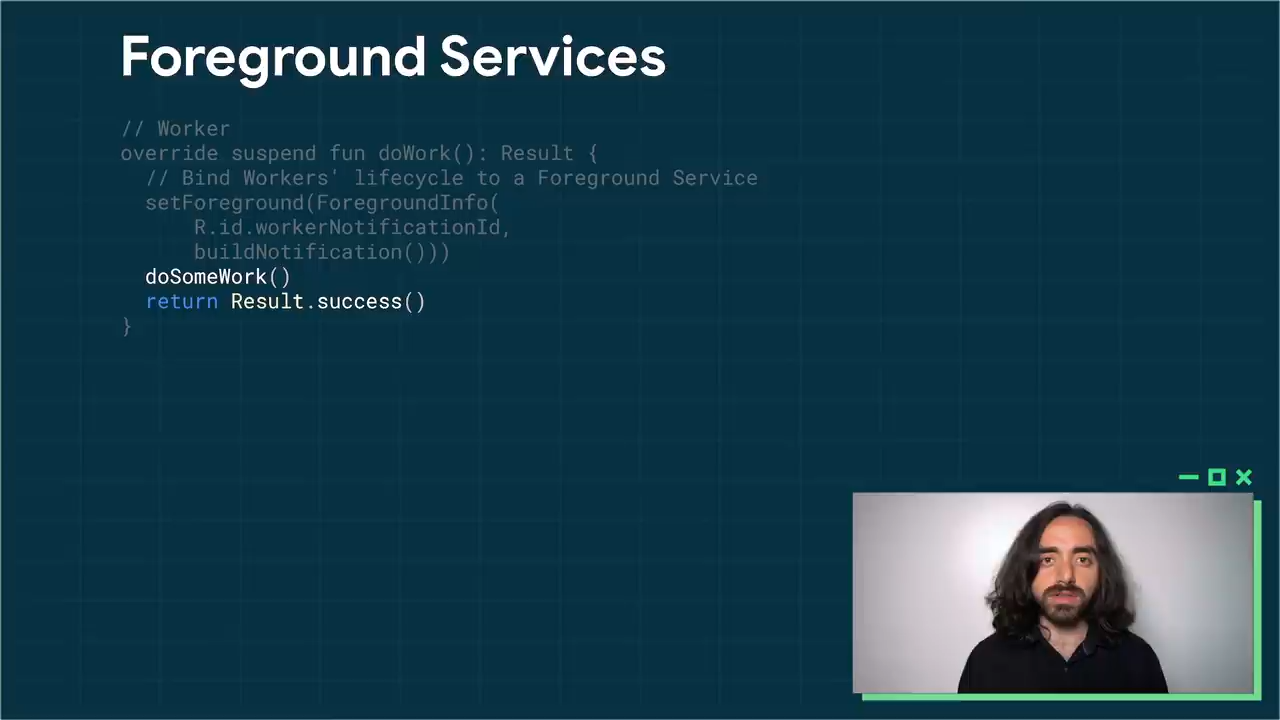 Foreground Services
// Worker
override suspend fun doWork(): Result {
// Bind Workers' lifecycle to a Foreground Service
setForeground(ForegroundInfo(
R.id.workerNotificationId,
buildNotification()))
doSomeWork()
return Result.success()
}